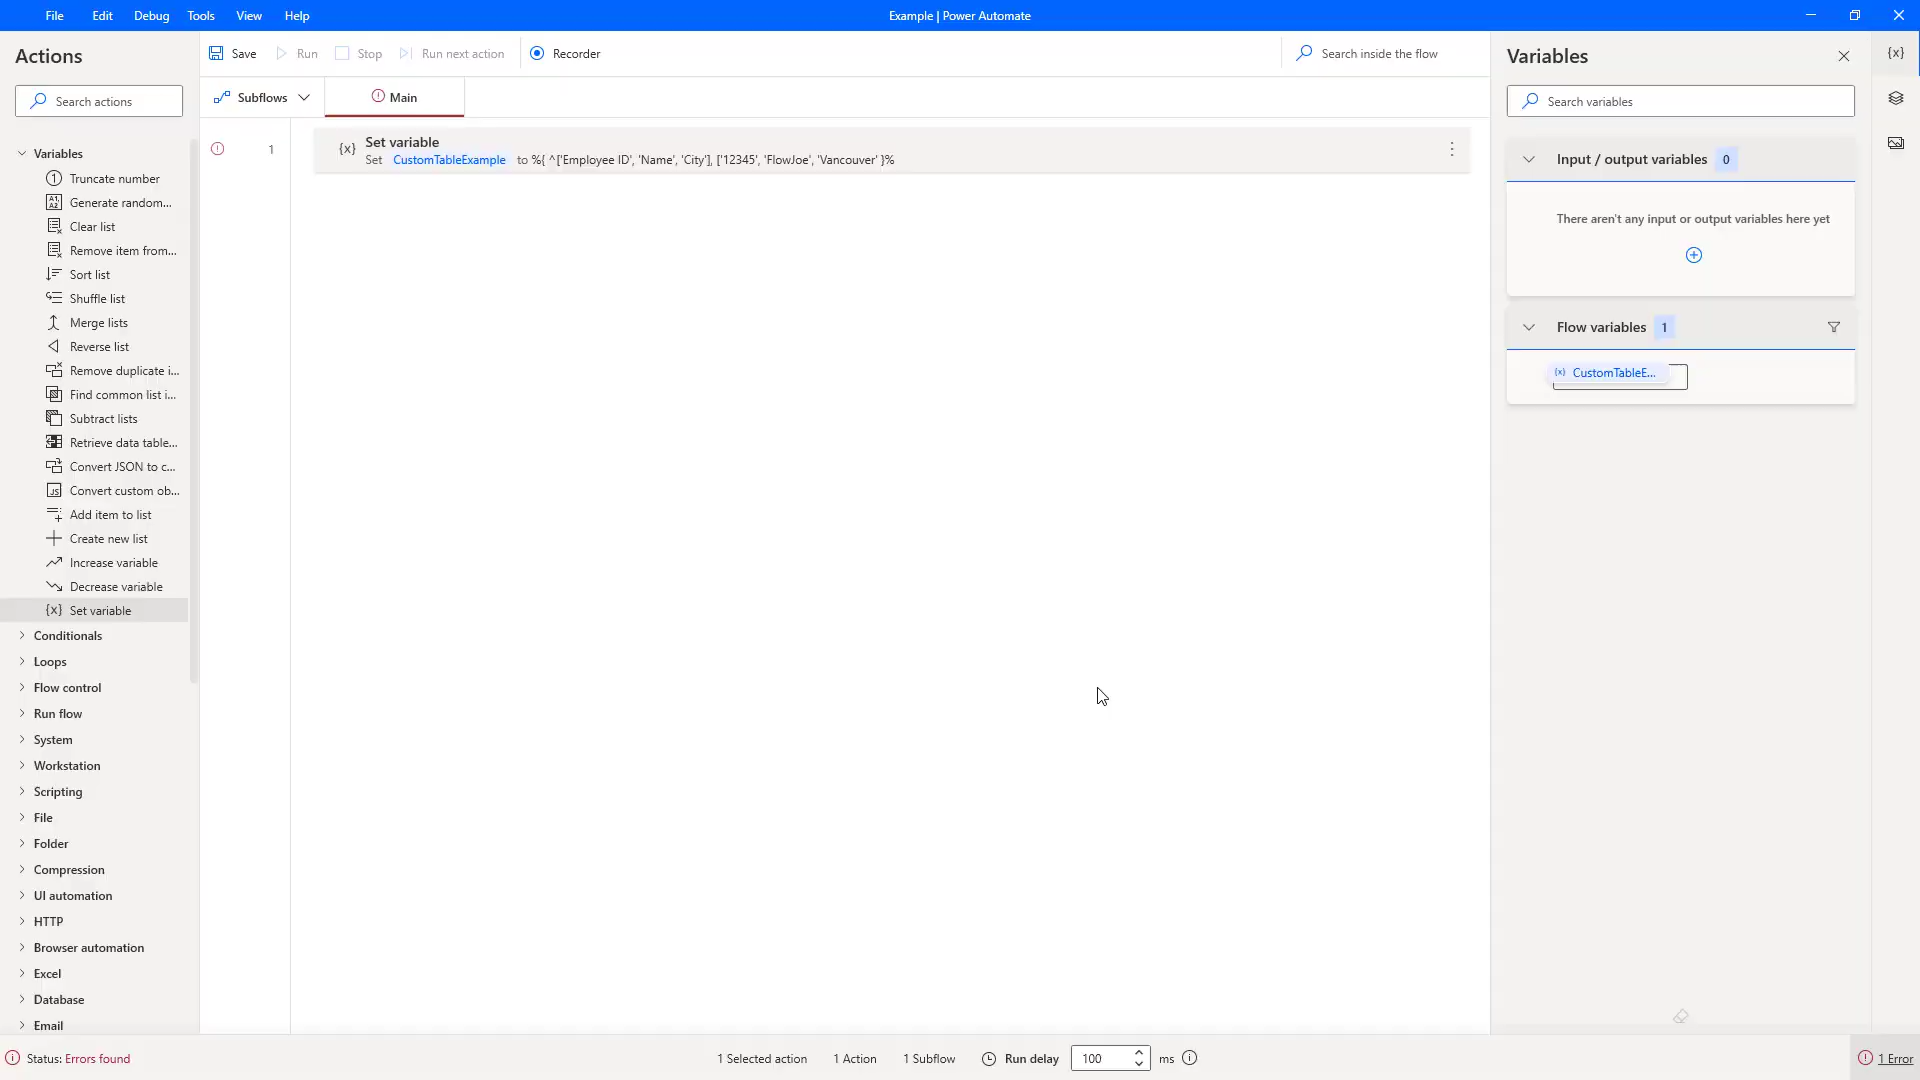 File Edit Debug Tools View Help
Example | Power Automate
Actions
Search actions
Variables
Truncate number
Generate random...
Clear list
Remove item from...
Sort list
Shuffle list
Merge lists
Reverse list
Remove duplicate i...
Find common list i...
Subtract lists
Retrieve data table...
Convert JSON to c...
Convert custom ob...
Add item to list
Create new list
Increase variable
Decrease variable
{x} Set variable
Conditionals
Loops
Flow control
Run flow
System
Workstation
Scripting
File
Folder
Compression
UI automation
HTTP
Browser automation
Excel
Database
Email
Save Run Stop Run next action Recorder
Search inside the flow
Subflows Main
1
{x} Set variable
Set CustomTableExample to %{ ^['Employee ID', 'Name', 'City'], ['12345', 'FlowJoe', 'Vancouver' }%
Variables
{x}
Search variables
Input / output variables 0
There aren't any input or output variables here yet
Flow variables 1
{x} CustomTableE...
Status: Errors found
1 Selected action 1 Action 1 Subflow Run delay 100 ms
1 Error